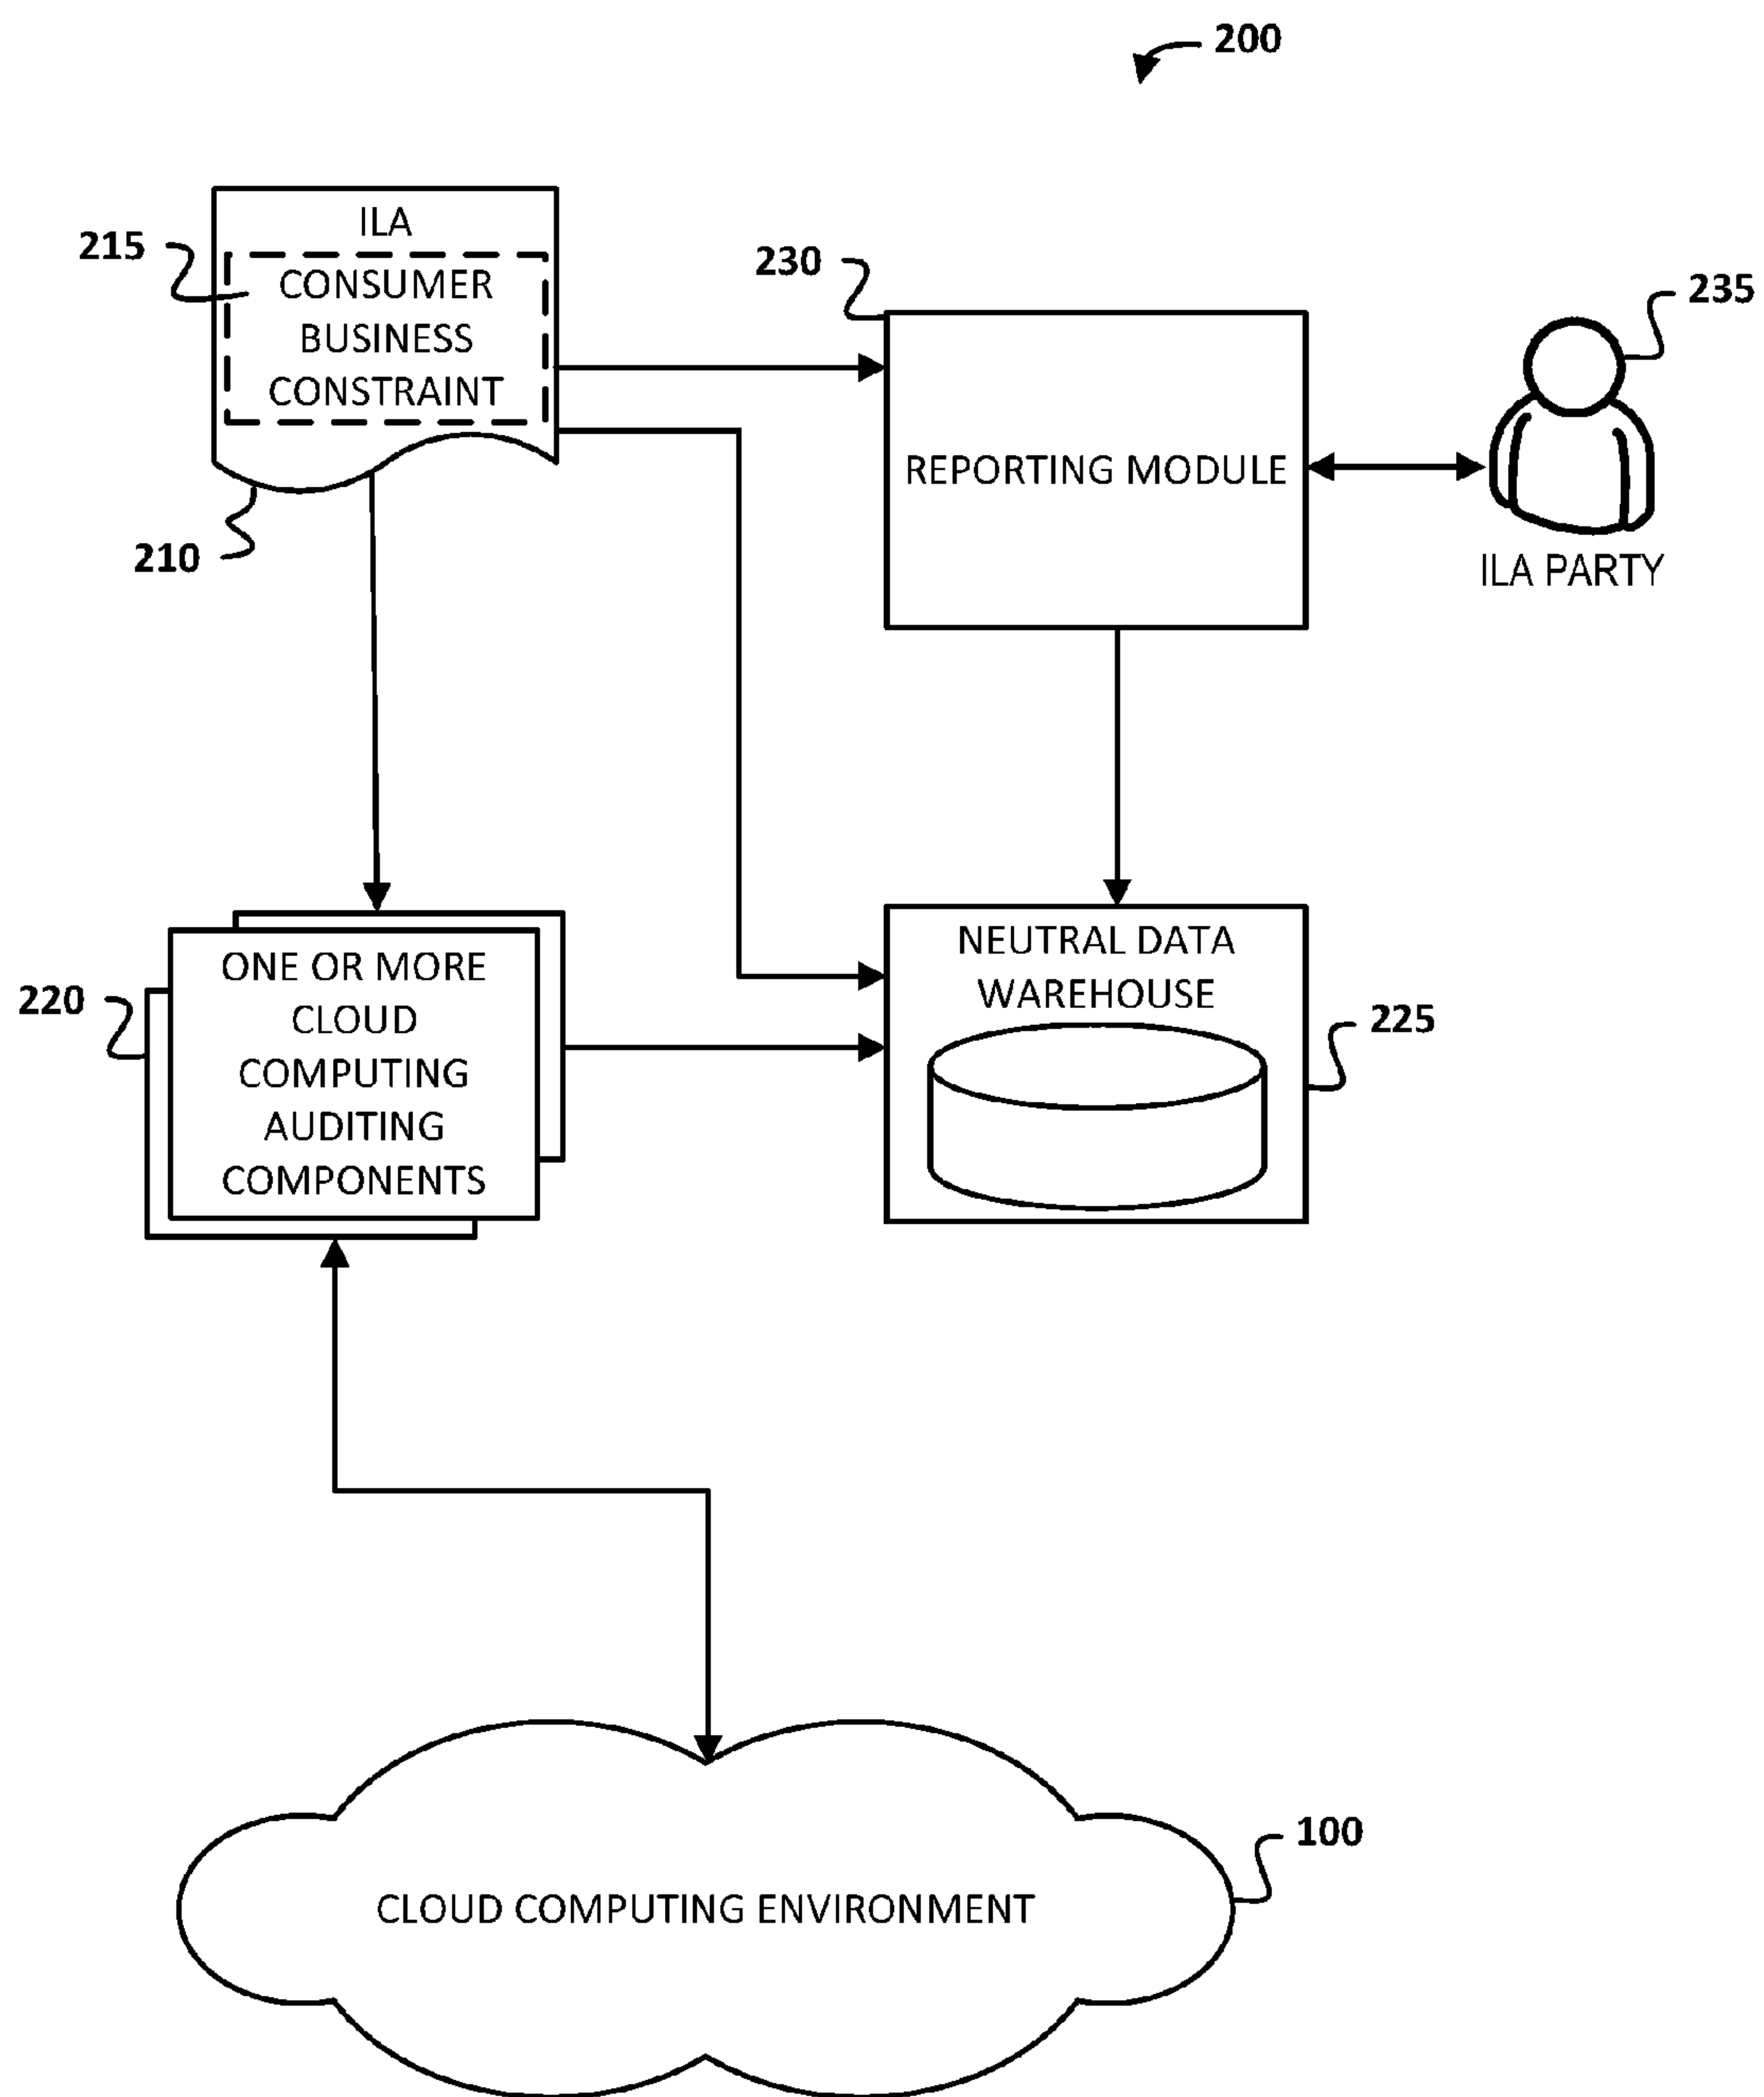 200
ILA
215
CONSUMER
BUSINESS
CONSTRAINT
210
230
REPORTING MODULE
235
ILA PARTY
220
ONE OR MORE
CLOUD
COMPUTING
AUDITING
COMPONENTS
NEUTRAL DATA
WAREHOUSE
225
CLOUD COMPUTING ENVIRONMENT
100